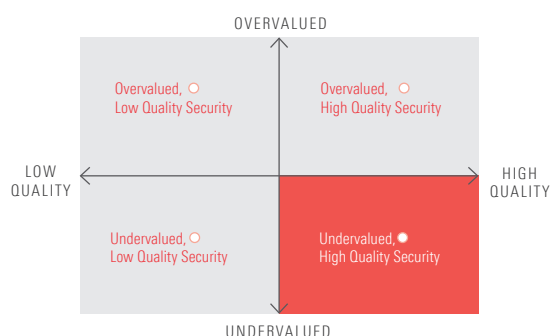 OVERVALUED
Overvalued,
Low Quality Security
Overvalued,
High Quality Security
LOW
QUALITY
HIGH
QUALITY
Undervalued,
Low Quality Security
Undervalued,
High Quality Security
UNDERVALUED